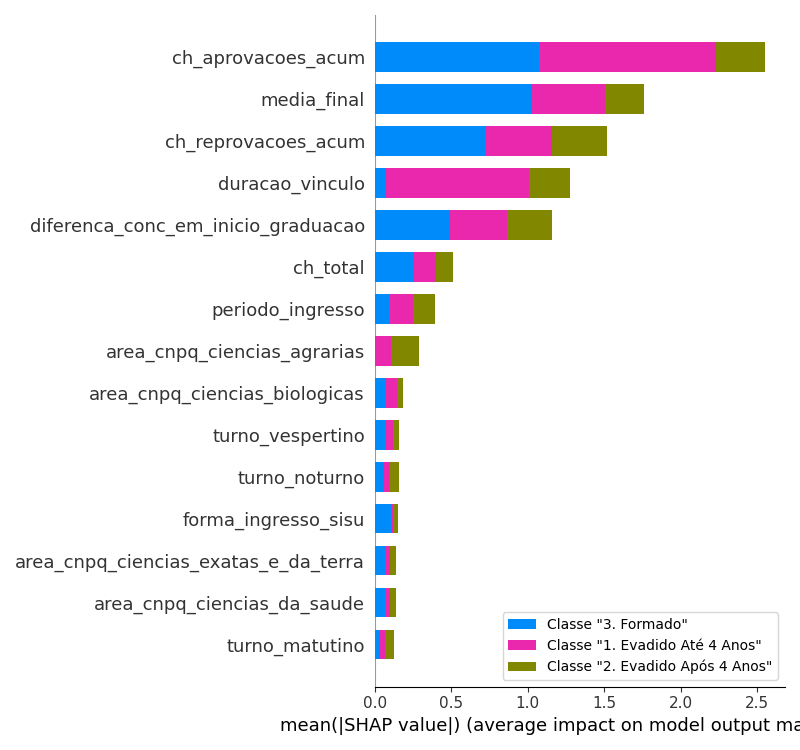 ch_aprovacoes_acum
media_final
ch_reprovacoes_acum
duracao_vinculo
diferenca_conc_em_inicio_graduacao
ch_total
periodo_ingresso
area_cnpq_ciencias_agrarias
area_cnpq_ciencias_biologicas
turno_vespertino
turno_noturno
forma_ingresso_sisu
area_cnpq_ciencias_exatas_e_da_terra
area_cnpq_ciencias_da_saude
turno_matutino
Classe "3. Formado"
Classe "1. Evadido Até 4 Anos"
Classe "2. Evadido Após 4 Anos"
0.0 0.5 1.0 1.5 2.0 2.5
mean(|SHAP value|) (average impact on model output ma